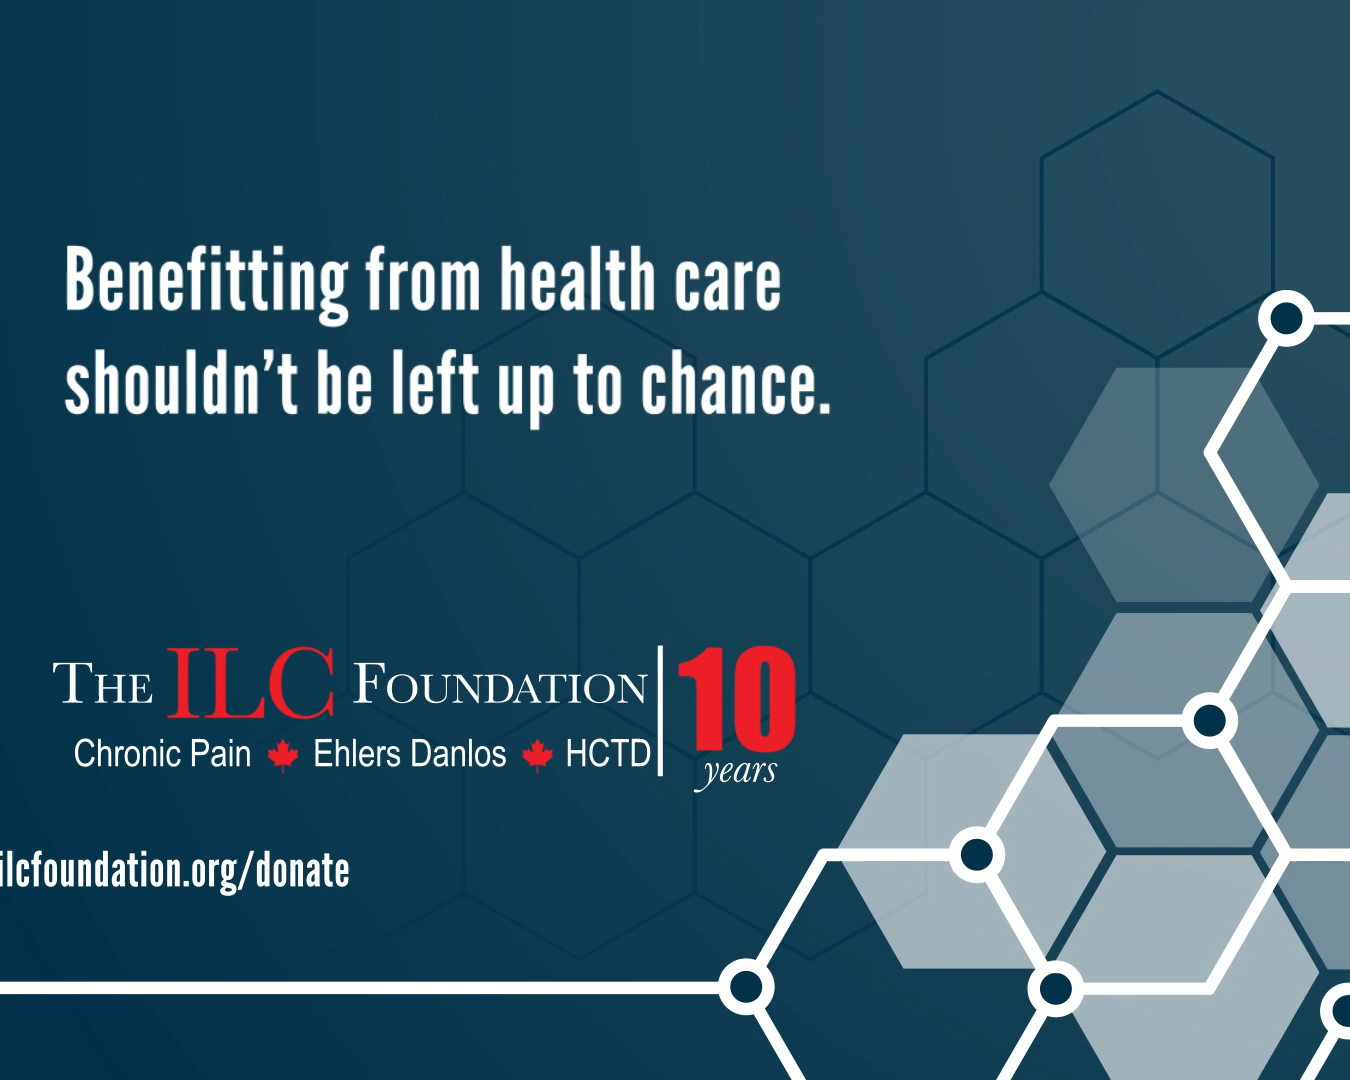 Benefitting from health care
shouldn’t be left up to chance.
The ILC Foundation 10
Chronic Pain Ehlers Danlos HCTD years
ilcfoundation.org/donate